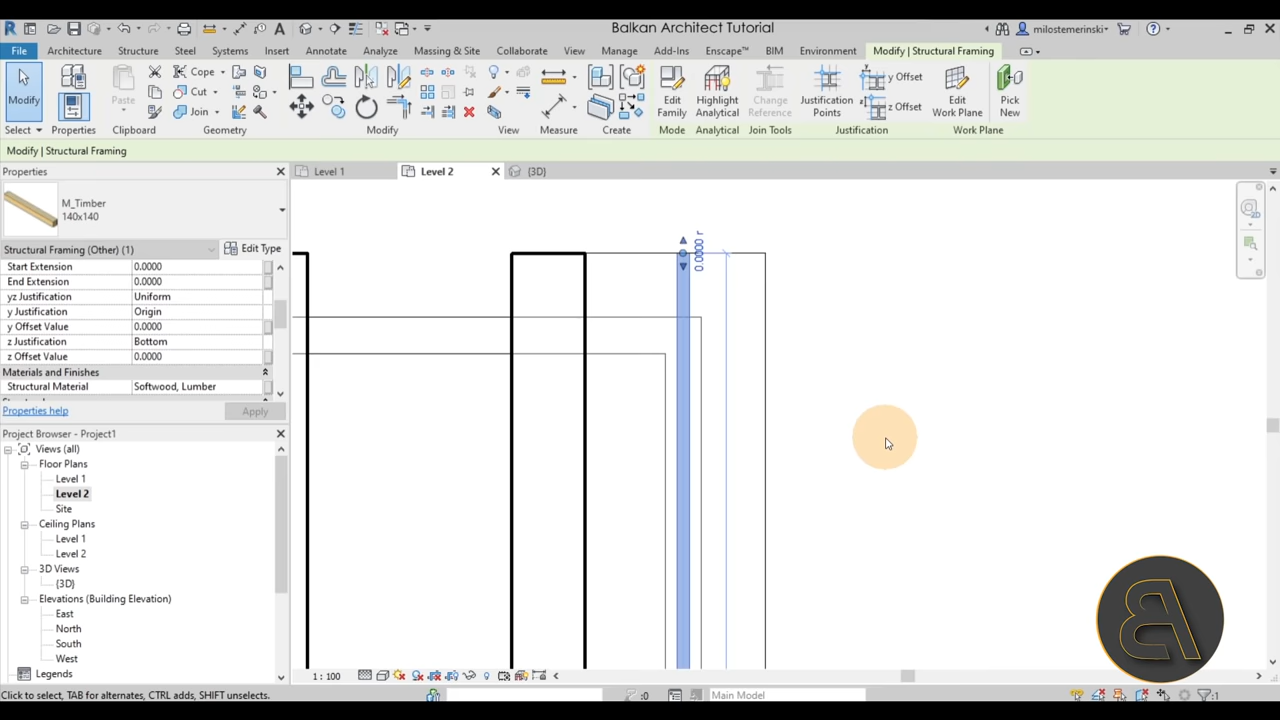 Balkan Architect Tutorial
milostemerinski
File Architecture Structure Steel Systems Insert Annotate Analyze Massing & Site Collaborate View Manage Add-Ins Enscape™ BIM Environment Modify | Structural Framing
Modify
Paste
Cope
Cut
Join
Edit Family
Highlight Analytical
Change Reference
Justification Points
y Offset
z Offset
Edit Work Plane
Pick New
Select Properties Clipboard Geometry Modify View Measure Create Mode Analytical Join Tools Justification Work Plane
Modify | Structural Framing
Properties
Level 1
Level 2
{3D}
M_Timber
140x140
Structural Framing (Other) (1)
Edit Type
Start Extension 0.0000
End Extension 0.0000
yz Justification Uniform
y Justification Origin
y Offset Value 0.0000
z Justification Bottom
z Offset Value 0.0000
Materials and Finishes
Structural Material Softwood, Lumber
Properties help
Apply
0.0000
Project Browser - Project1
Views (all)
Floor Plans
Level 1
Level 2
Site
Ceiling Plans
Level 1
Level 2
3D Views
{3D}
Elevations (Building Elevation)
East
North
South
West
Legends
1 : 100
Click to select, TAB for alternates, CTRL adds, SHIFT unselects.
:0
Main Model
:1